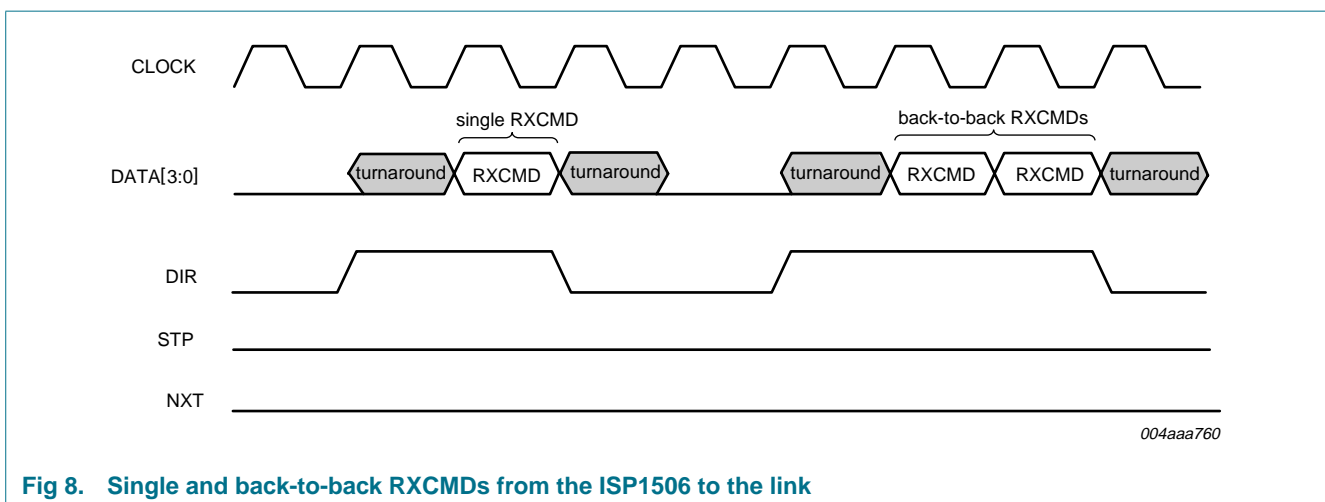 CLOCK
single RXCMD
back-to-back RXCMDs
DATA[3:0]
turnaround
RXCMD
turnaround
turnaround
RXCMD
RXCMD
turnaround
DIR
STP
NXT
004aaa760
Fig 8. Single and back-to-back RXCMDs from the ISP1506 to the link